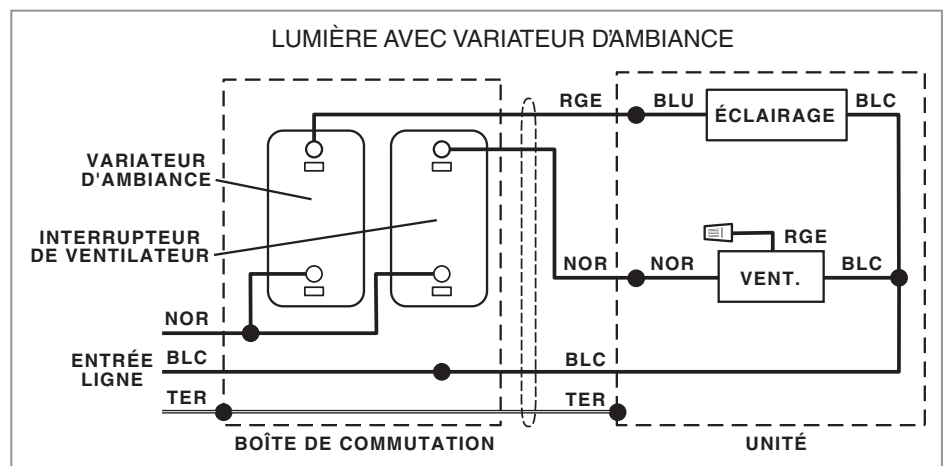 LUMIÈRE AVEC VARIATEUR D'AMBIANCE
RGE
BLU
ÉCLAIRAGE
BLC
VARIATEUR
D'AMBIANCE
INTERRUPTEUR
DE VENTILATEUR
RGE
NOR
NOR
VENT.
BLC
NOR
ENTRÉE
LIGNE
BLC
BLC
TER
TER
BOÎTE DE COMMUTATION
UNITÉ